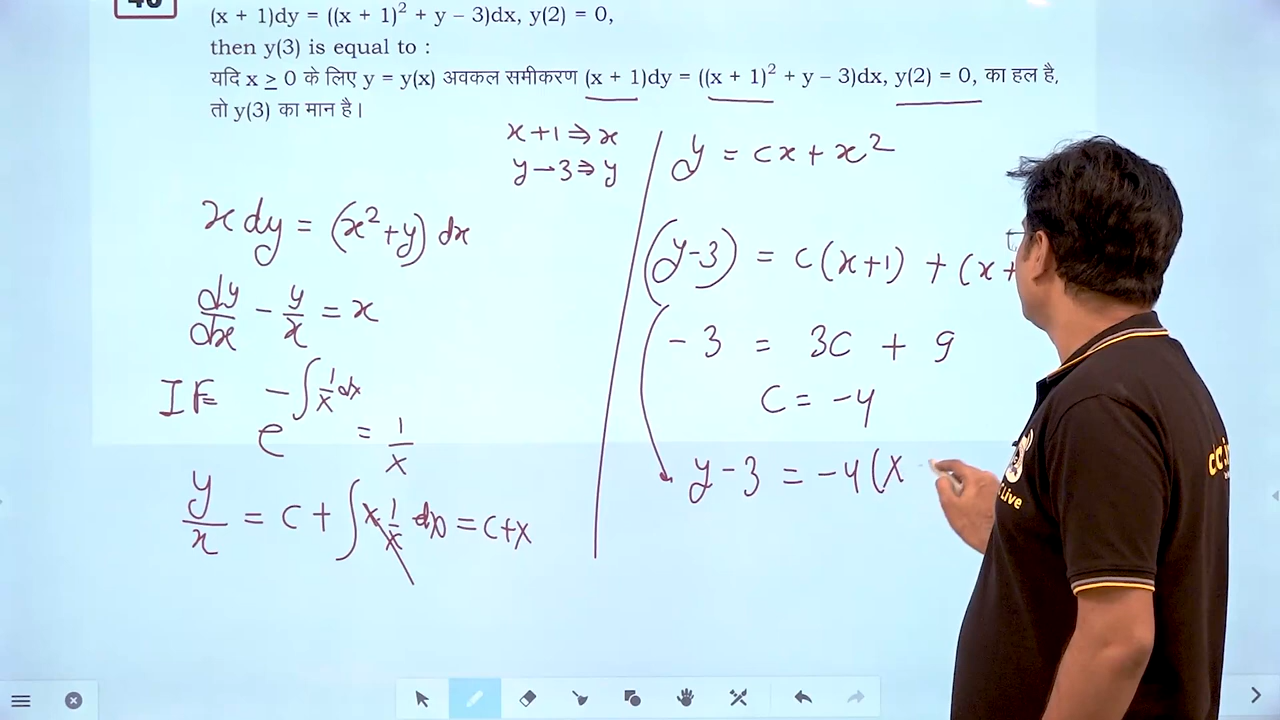 (x + 1)dy = ((x + 1)² + y – 3)dx, y(2) = 0,
then y(3) is equal to :
यदि x ≥ 0 के लिए y = y(x) अवकल समीकरण (x + 1)dy = ((x + 1)² + y – 3)dx, y(2) = 0, का हल है,
तो y(3) का मान है।
x+1 ⇒ x
y-3 ⇒ y
x dy = (x² + y) dx
dy/dx - y/x = x
IF = e^(-∫ 1/x dx) = 1/x
y/x = c + ∫ x 1/x dx = c + x
y = cx + x²
(y-3) = c(x+1) + (x+
-3 = 3c + 9
c = -4
y-3 = -4(x
Live